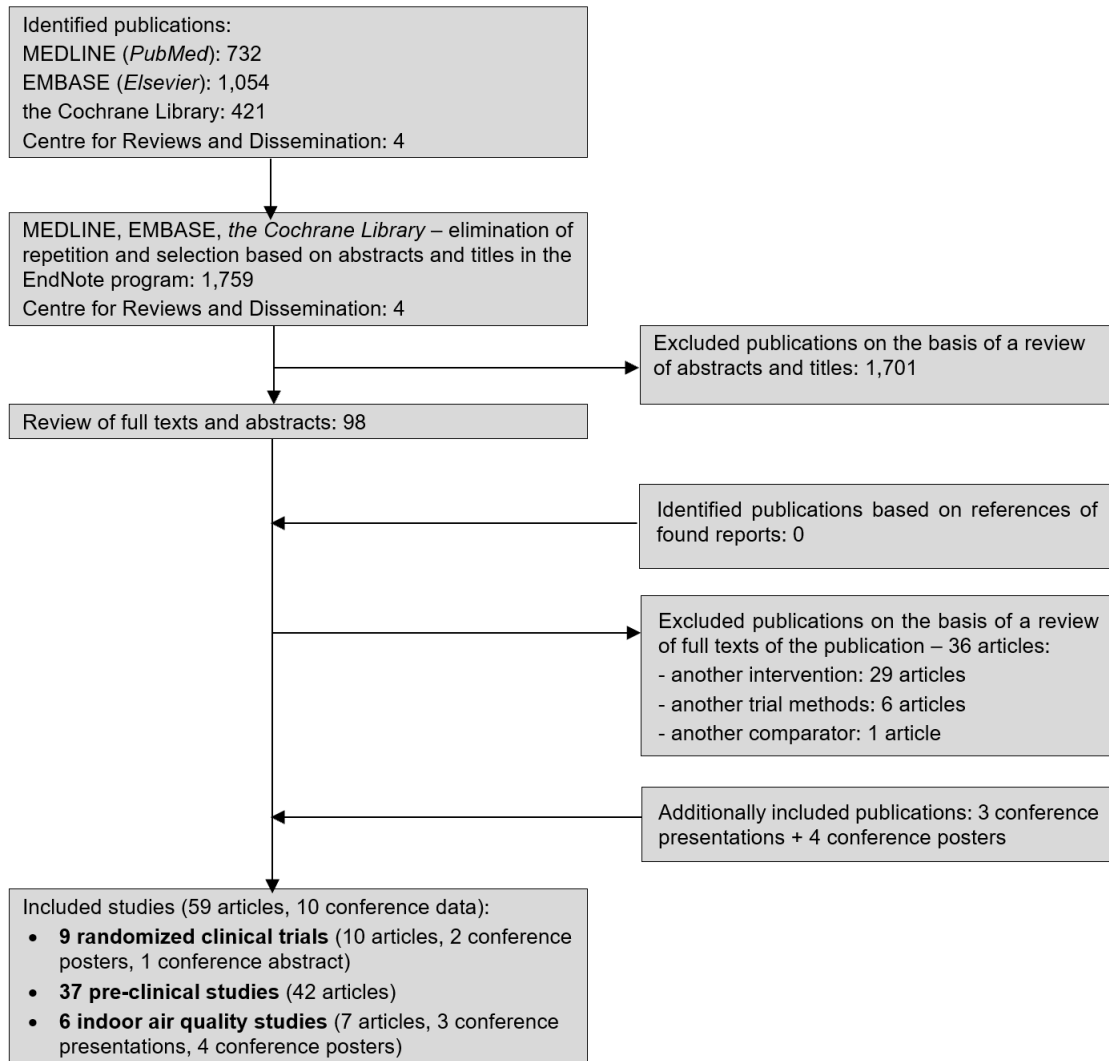 Identified publications:
MEDLINE (PubMed): 732
EMBASE (Elsevier): 1,054
the Cochrane Library: 421
Centre for Reviews and Dissemination: 4
MEDLINE, EMBASE, the Cochrane Library – elimination of
repetition and selection based on abstracts and titles in the
EndNote program: 1,759
Centre for Reviews and Dissemination: 4
Excluded publications on the basis of a review
of abstracts and titles: 1,701
Review of full texts and abstracts: 98
Identified publications based on references of
found reports: 0
Excluded publications on the basis of a review
of full texts of the publication – 36 articles:
- another intervention: 29 articles
- another trial methods: 6 articles
- another comparator: 1 article
Additionally included publications: 3 conference
presentations + 4 conference posters
Included studies (59 articles, 10 conference data):
• 9 randomized clinical trials (10 articles, 2 conference
posters, 1 conference abstract)
• 37 pre-clinical studies (42 articles)
• 6 indoor air quality studies (7 articles, 3 conference
presentations, 4 conference posters)